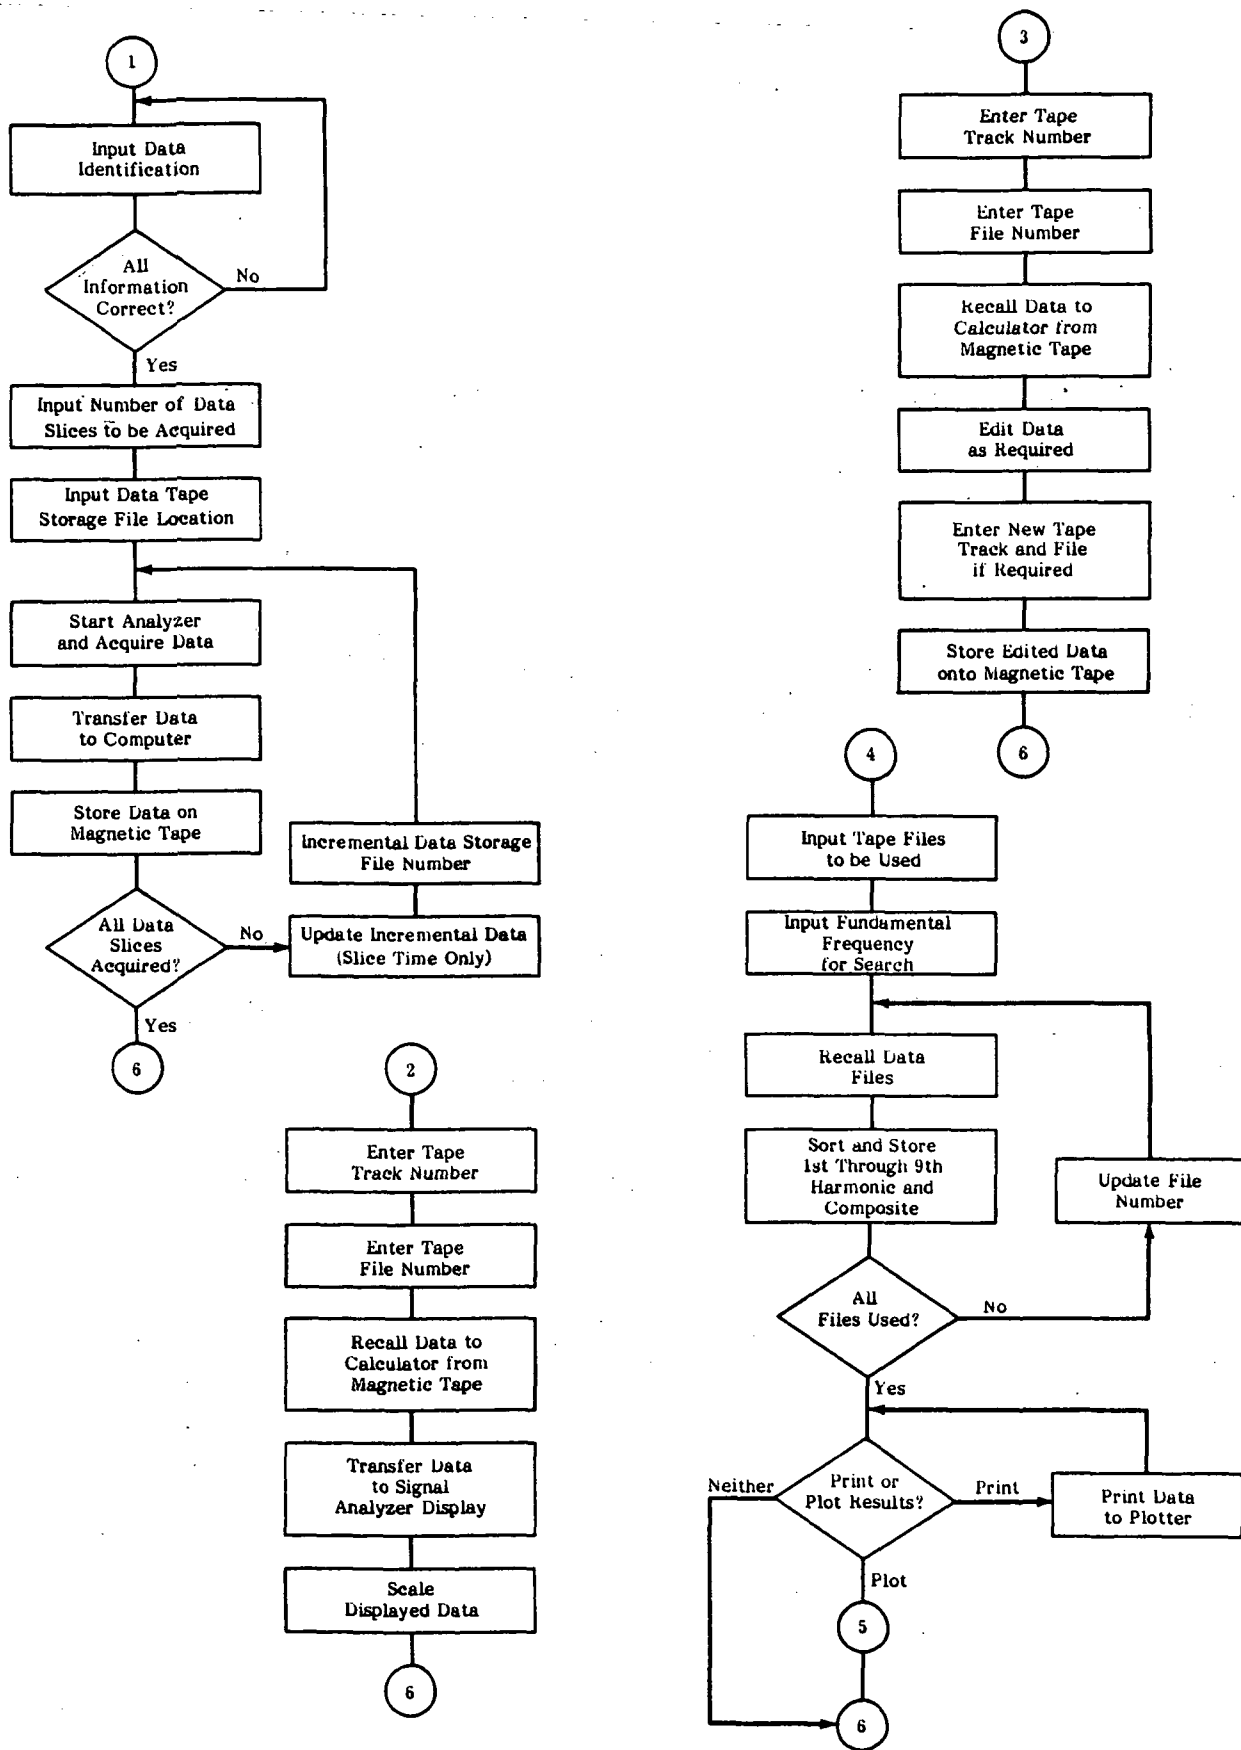 1
Input Data
Identification
All
Information
Correct?
No
Yes
Input Number of Data
Slices to be Acquired
Input Data Tape
Storage File Location
Start Analyzer
and Acquire Data
Transfer Data
to Computer
Store Data on
Magnetic Tape
All Data
Slices
Acquired?
No
Yes
6
Incremental Data Storage
File Number
Update Incremental Data
(Slice Time Only)
2
Enter Tape
Track Number
Enter Tape
File Number
Recall Data to
Calculator from
Magnetic Tape
Transfer Data
to Signal
Analyzer Display
Scale
Displayed Data
6
3
Enter Tape
Track Number
Enter Tape
File Number
Recall Data to
Calculator from
Magnetic Tape
Edit Data
as Required
Enter New Tape
Track and File
if Required
Store Edited Data
onto Magnetic Tape
6
4
Input Tape Files
to be Used
Input Fundamental
Frequency
for Search
Recall Data
Files
Sort and Store
1st Through 9th
Harmonic and
Composite
Update File
Number
All
Files Used?
No
Yes
Print or
Plot Results?
Neither
Print
Print Data
to Plotter
Plot
5
6